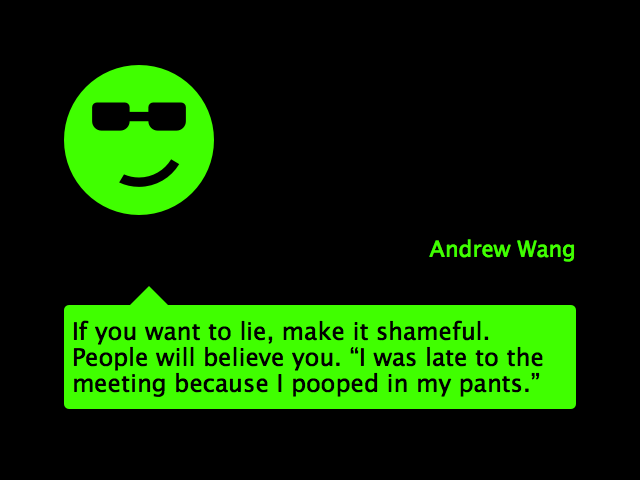 Andrew Wang
If you want to lie, make it shameful.
People will believe you. “I was late to the
meeting because I pooped in my pants.”